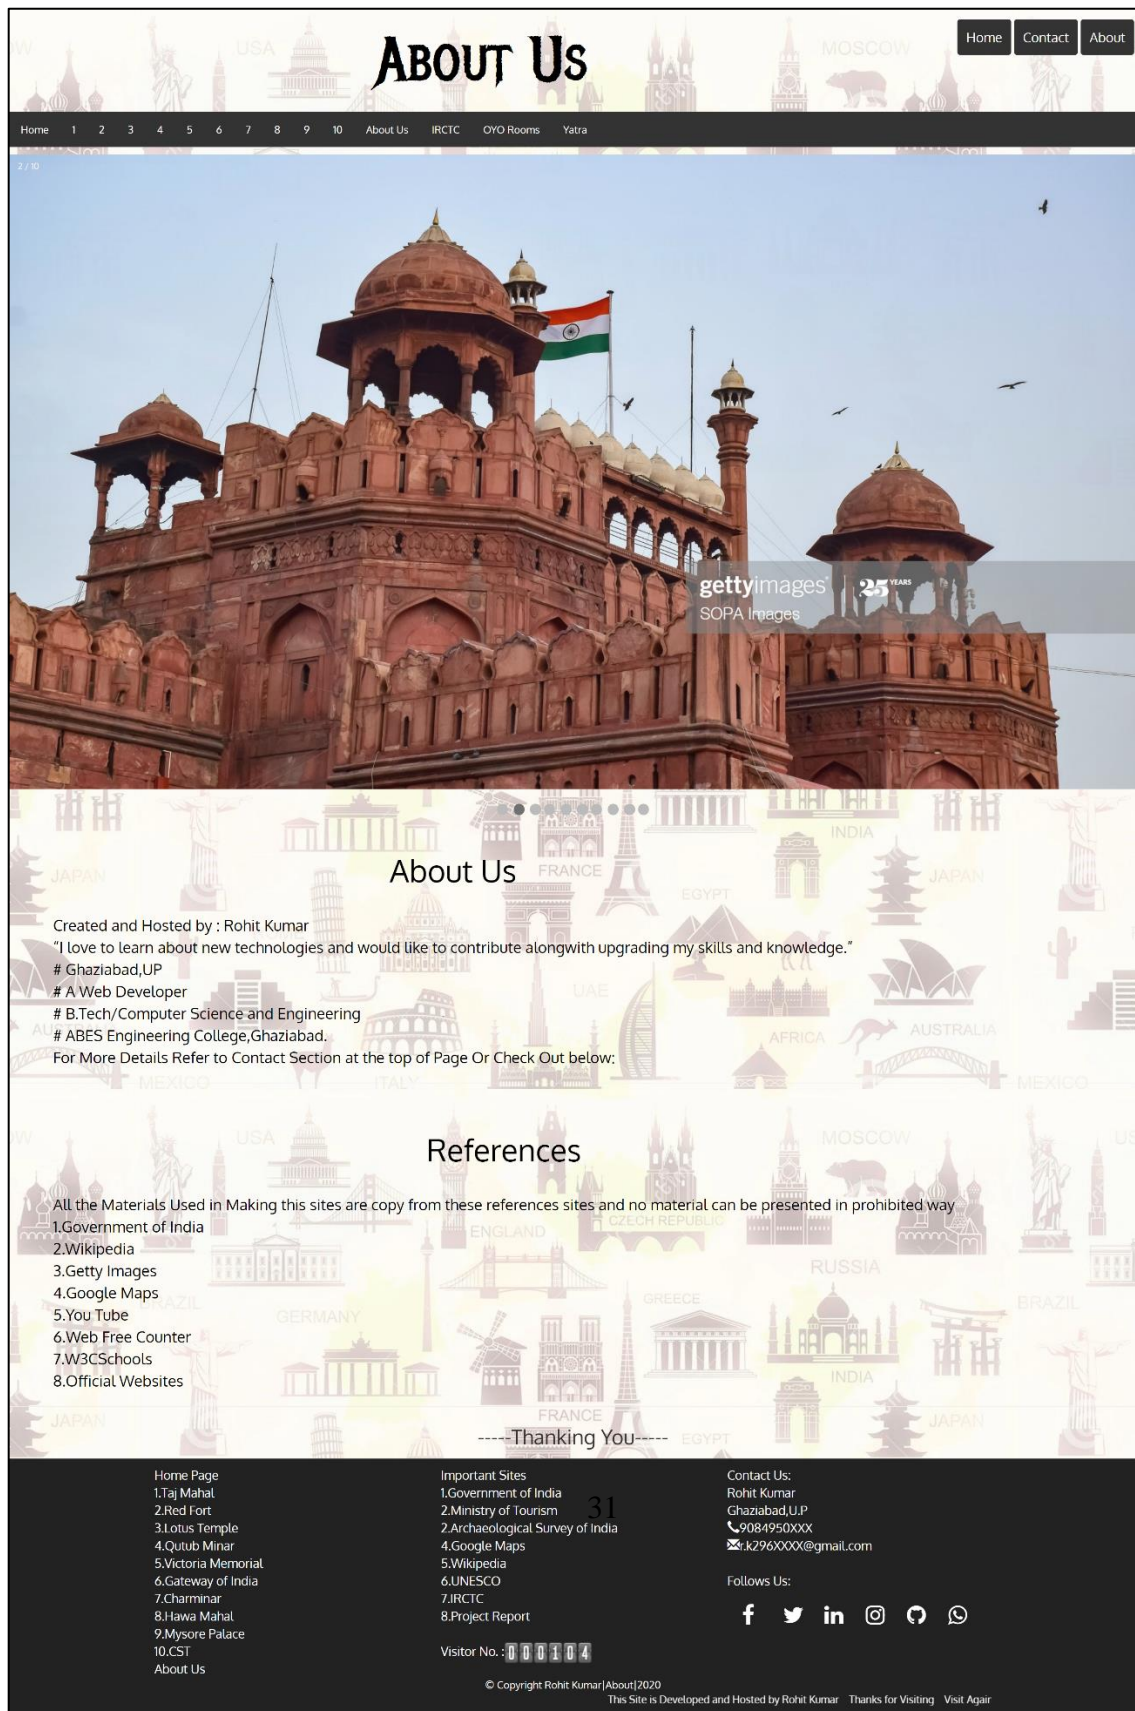 About Us
Home Contact About
Home 1 2 3 4 5 6 7 8 9 10 About Us IRCTC OYO Rooms Yatra
2 / 10
gettyimages® 25 YEARS
SOPA Images
About Us
Created and Hosted by : Rohit Kumar
"I love to learn about new technologies and would like to contribute alongwith upgrading my skills and knowledge."
# Ghaziabad,UP
# A Web Developer
# B.Tech/Computer Science and Engineering
# ABES Engineering College,Ghaziabad.
For More Details Refer to Contact Section at the top of Page Or Check Out below:
References
All the Materials Used in Making this sites are copy from these references sites and no material can be presented in prohibited way
1.Government of India
2.Wikipedia
3.Getty Images
4.Google Maps
5.You Tube
6.Web Free Counter
7.W3CSchools
8.Official Websites
-----Thanking You-----
Home Page
1.Taj Mahal
2.Red Fort
3.Lotus Temple
4.Qutub Minar
5.Victoria Memorial
6.Gateway of India
7.Charminar
8.Hawa Mahal
9.Mysore Palace
10.CST
About Us
Important Sites
1.Government of India
2.Ministry of Tourism
2.Archaeological Survey of India
4.Google Maps
5.Wikipedia
6.UNESCO
7.IRCTC
8.Project Report
Visitor No. : 000104
31
Contact Us:
Rohit Kumar
Ghaziabad,U.P
9084950XXX
r.k296XXXX@gmail.com
Follows Us:
© Copyright Rohit Kumar|About|2020
This Site is Developed and Hosted by Rohit Kumar Thanks for Visiting Visit Agair